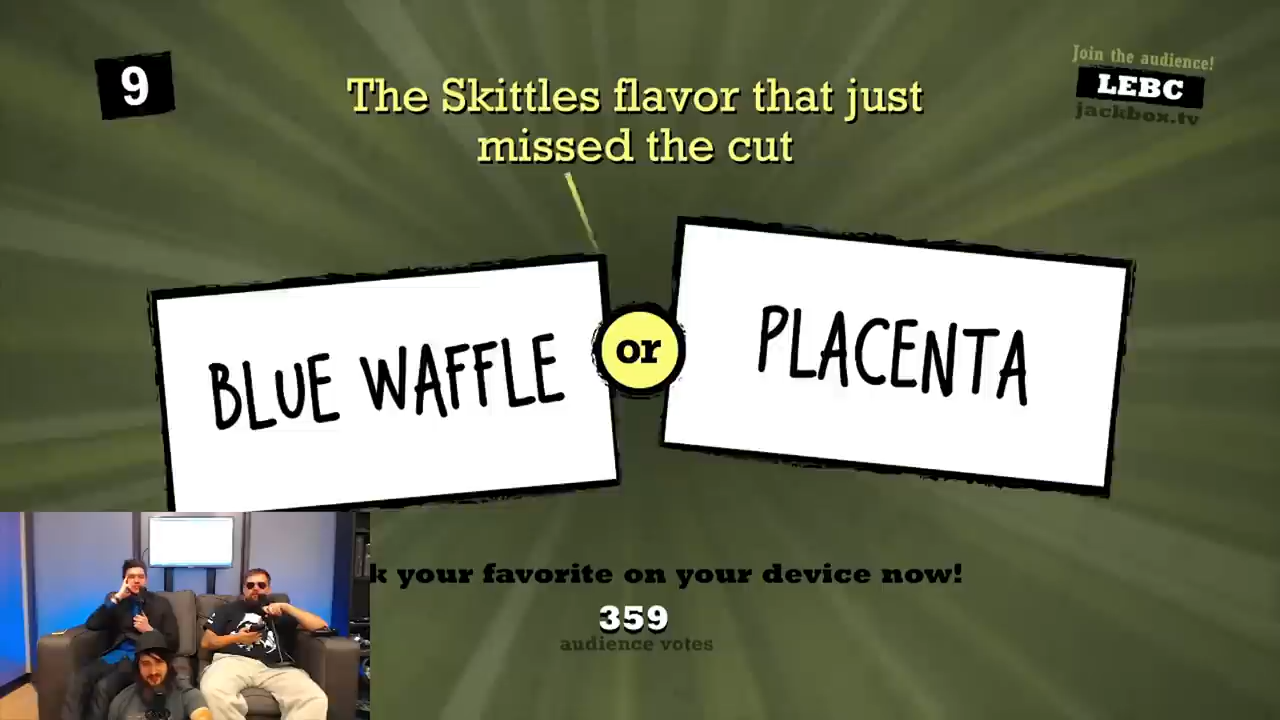 9
The Skittles flavor that just
missed the cut
Join the audience!
LEBC
jackbox.tv
BLUE WAFFLE
or
PLACENTA
k your favorite on your device now!
359
audience votes